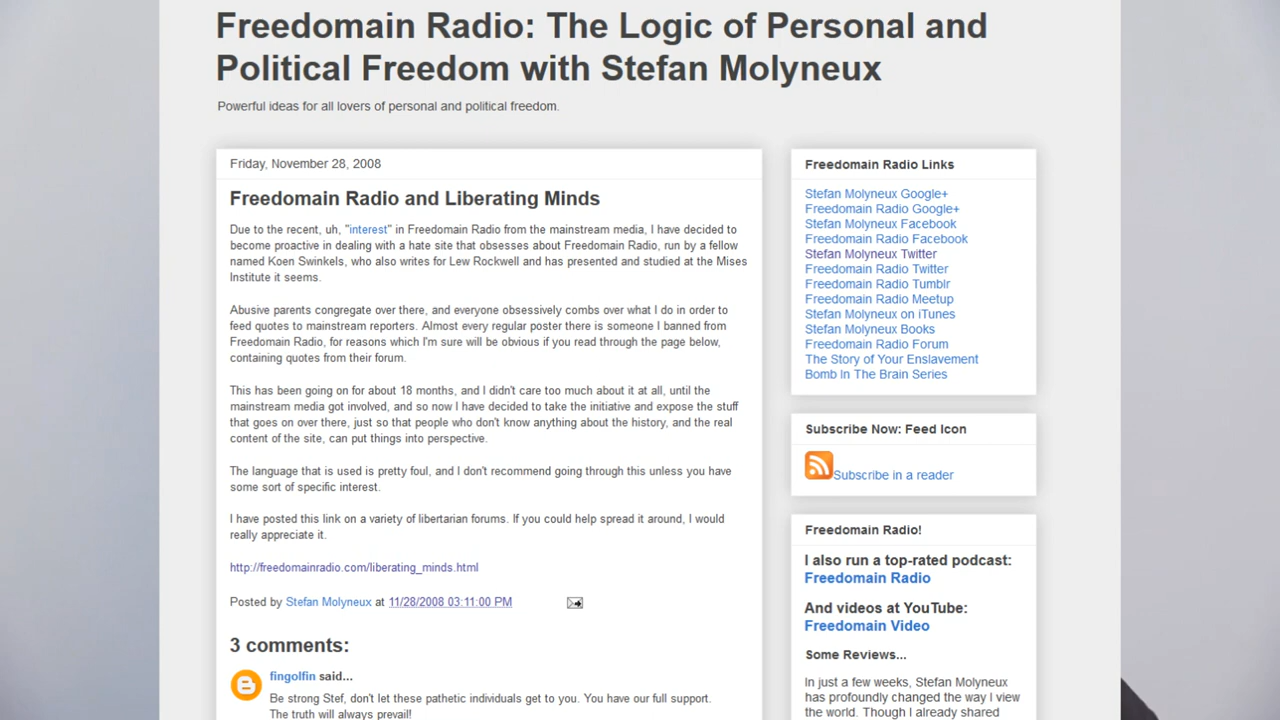 Freedomain Radio: The Logic of Personal and
Political Freedom with Stefan Molyneux
Powerful ideas for all lovers of personal and political freedom.
Friday, November 28, 2008
Freedomain Radio and Liberating Minds
Due to the recent, uh, "interest" in Freedomain Radio from the mainstream media, I have decided to
become proactive in dealing with a hate site that obsesses about Freedomain Radio, run by a fellow
named Koen Swinkels, who also writes for Lew Rockwell and has presented and studied at the Mises
Institute it seems.
Abusive parents congregate over there, and everyone obsessively combs over what I do in order to
feed quotes to mainstream reporters. Almost every regular poster there is someone I banned from
Freedomain Radio, for reasons which I'm sure will be obvious if you read through the page below,
containing quotes from their forum.
This has been going on for about 18 months, and I didn't care too much about it at all, until the
mainstream media got involved, and so now I have decided to take the initiative and expose the stuff
that goes on over there, just so that people who don't know anything about the history, and the real
content of the site, can put things into perspective.
The language that is used is pretty foul, and I don't recommend going through this unless you have
some sort of specific interest.
I have posted this link on a variety of libertarian forums. If you could help spread it around, I would
really appreciate it.
http://freedomainradio.com/liberating_minds.html
Posted by Stefan Molyneux at 11/28/2008 03:11:00 PM
3 comments:
fingolfin said...
Be strong Stef, don't let these pathetic individuals get to you. You have our full support.
The truth will always prevail!
Freedomain Radio Links
Stefan Molyneux Google+
Freedomain Radio Google+
Stefan Molyneux Facebook
Freedomain Radio Facebook
Stefan Molyneux Twitter
Freedomain Radio Twitter
Freedomain Radio Tumblr
Freedomain Radio Meetup
Stefan Molyneux on iTunes
Stefan Molyneux Books
Freedomain Radio Forum
The Story of Your Enslavement
Bomb In The Brain Series
Subscribe Now: Feed Icon
Subscribe in a reader
Freedomain Radio!
I also run a top-rated podcast:
Freedomain Radio
And videos at YouTube:
Freedomain Video
Some Reviews...
In just a few weeks, Stefan Molyneux
has profoundly changed the way I view
the world. Though I already shared